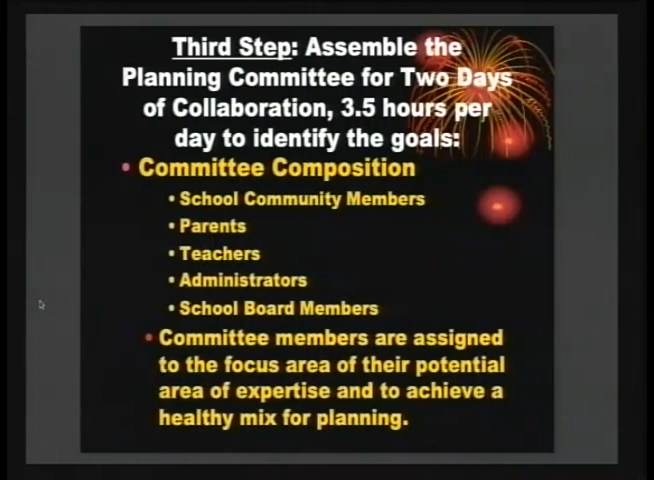 Third Step: Assemble the
Planning Committee for Two Days
of Collaboration, 3.5 hours per
day to identify the goals:
• Committee Composition
• School Community Members
• Parents
• Teachers
• Administrators
• School Board Members
• Committee members are assigned
to the focus area of their potential
area of expertise and to achieve a
healthy mix for planning.